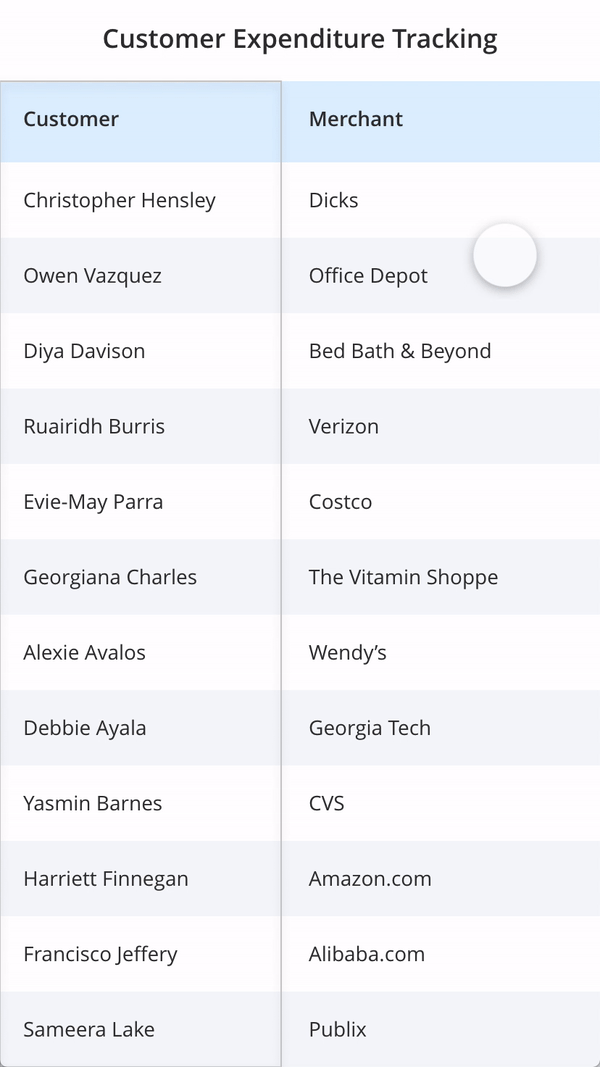 Customer Expenditure Tracking
Customer Merchant
Christopher Hensley Dicks
Owen Vazquez Office Depot
Diya Davison Bed Bath & Beyond
Ruairidh Burris Verizon
Evie-May Parra Costco
Georgiana Charles The Vitamin Shoppe
Alexie Avalos Wendy’s
Debbie Ayala Georgia Tech
Yasmin Barnes CVS
Harriett Finnegan Amazon.com
Francisco Jeffery Alibaba.com
Sameera Lake Publix